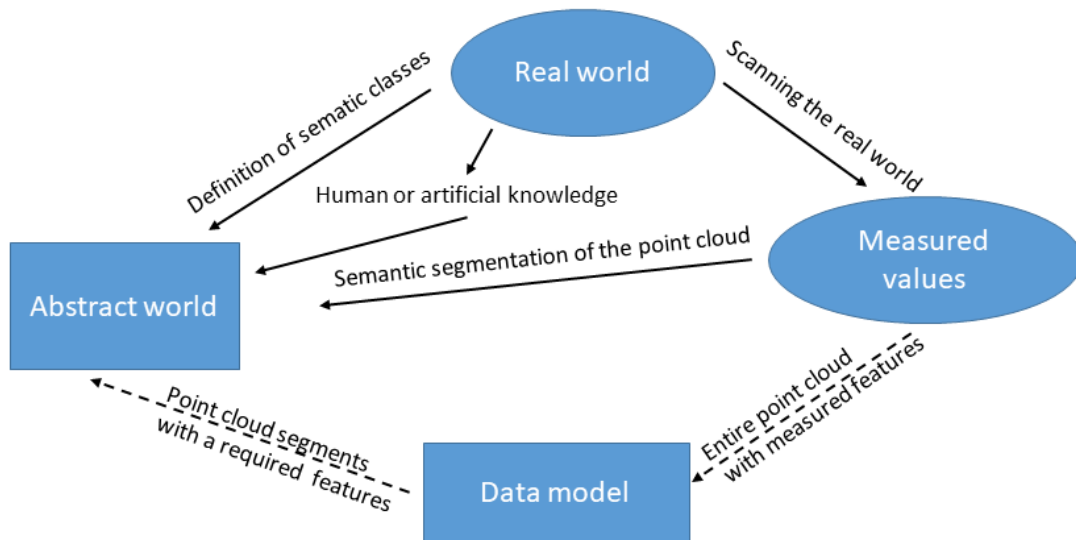 Real world
Definition of sematic classes
Scanning the real world
Human or artificial knowledge
Measured
values
Semantic segmentation of the point cloud
Abstract world
Point cloud segments
with a required features
Entire point cloud
with measured features
Data model